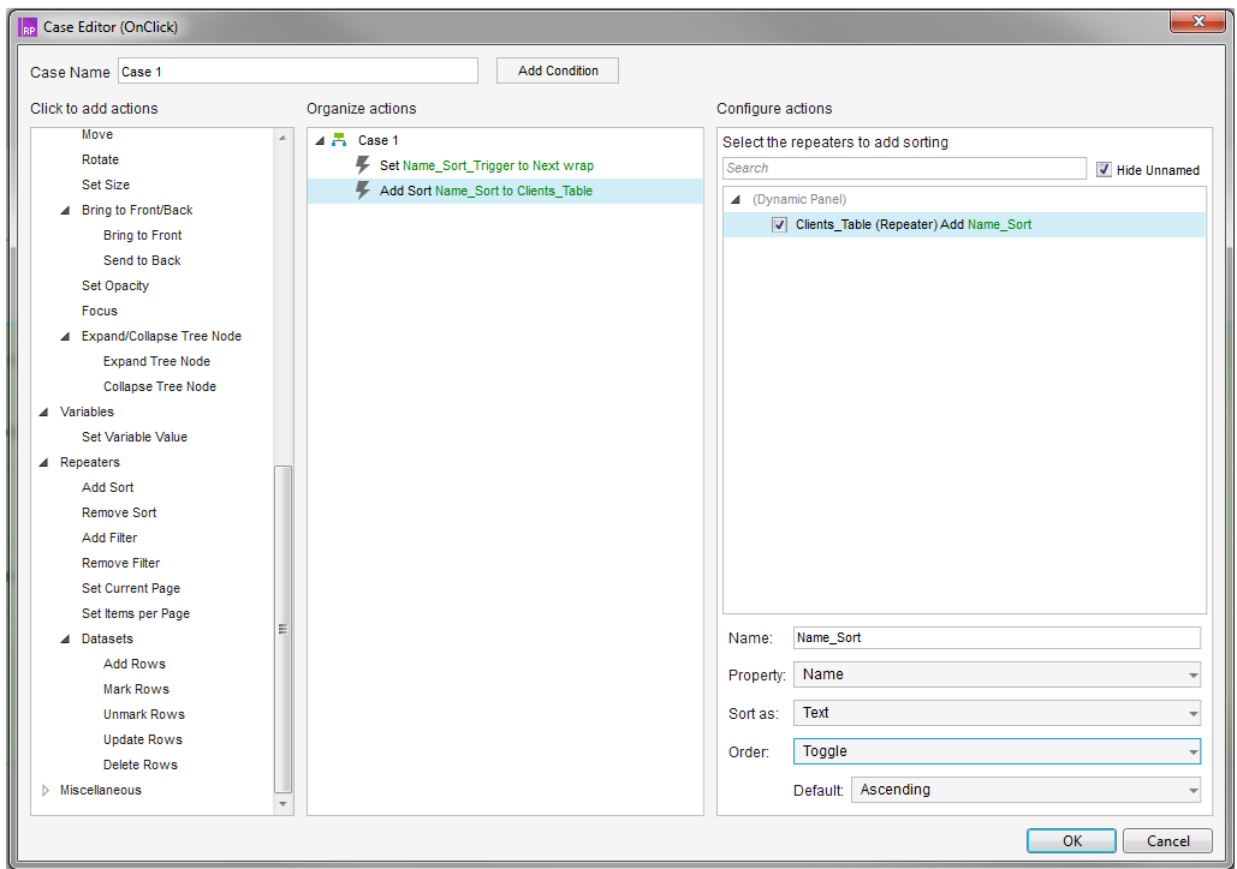 RP Case Editor (OnClick)
Case Name Case 1 Add Condition
Click to add actions
Move
Rotate
Set Size
Bring to Front/Back
Bring to Front
Send to Back
Set Opacity
Focus
Expand/Collapse Tree Node
Expand Tree Node
Collapse Tree Node
Variables
Set Variable Value
Repeaters
Add Sort
Remove Sort
Add Filter
Remove Filter
Set Current Page
Set Items per Page
Datasets
Add Rows
Mark Rows
Unmark Rows
Update Rows
Delete Rows
Miscellaneous
Organize actions
Case 1
Set Name_Sort_Trigger to Next wrap
Add Sort Name_Sort to Clients_Table
Configure actions
Select the repeaters to add sorting
Search Hide Unnamed
(Dynamic Panel)
Clients_Table (Repeater) Add Name_Sort
Name: Name_Sort
Property: Name
Sort as: Text
Order: Toggle
Default: Ascending
OK Cancel